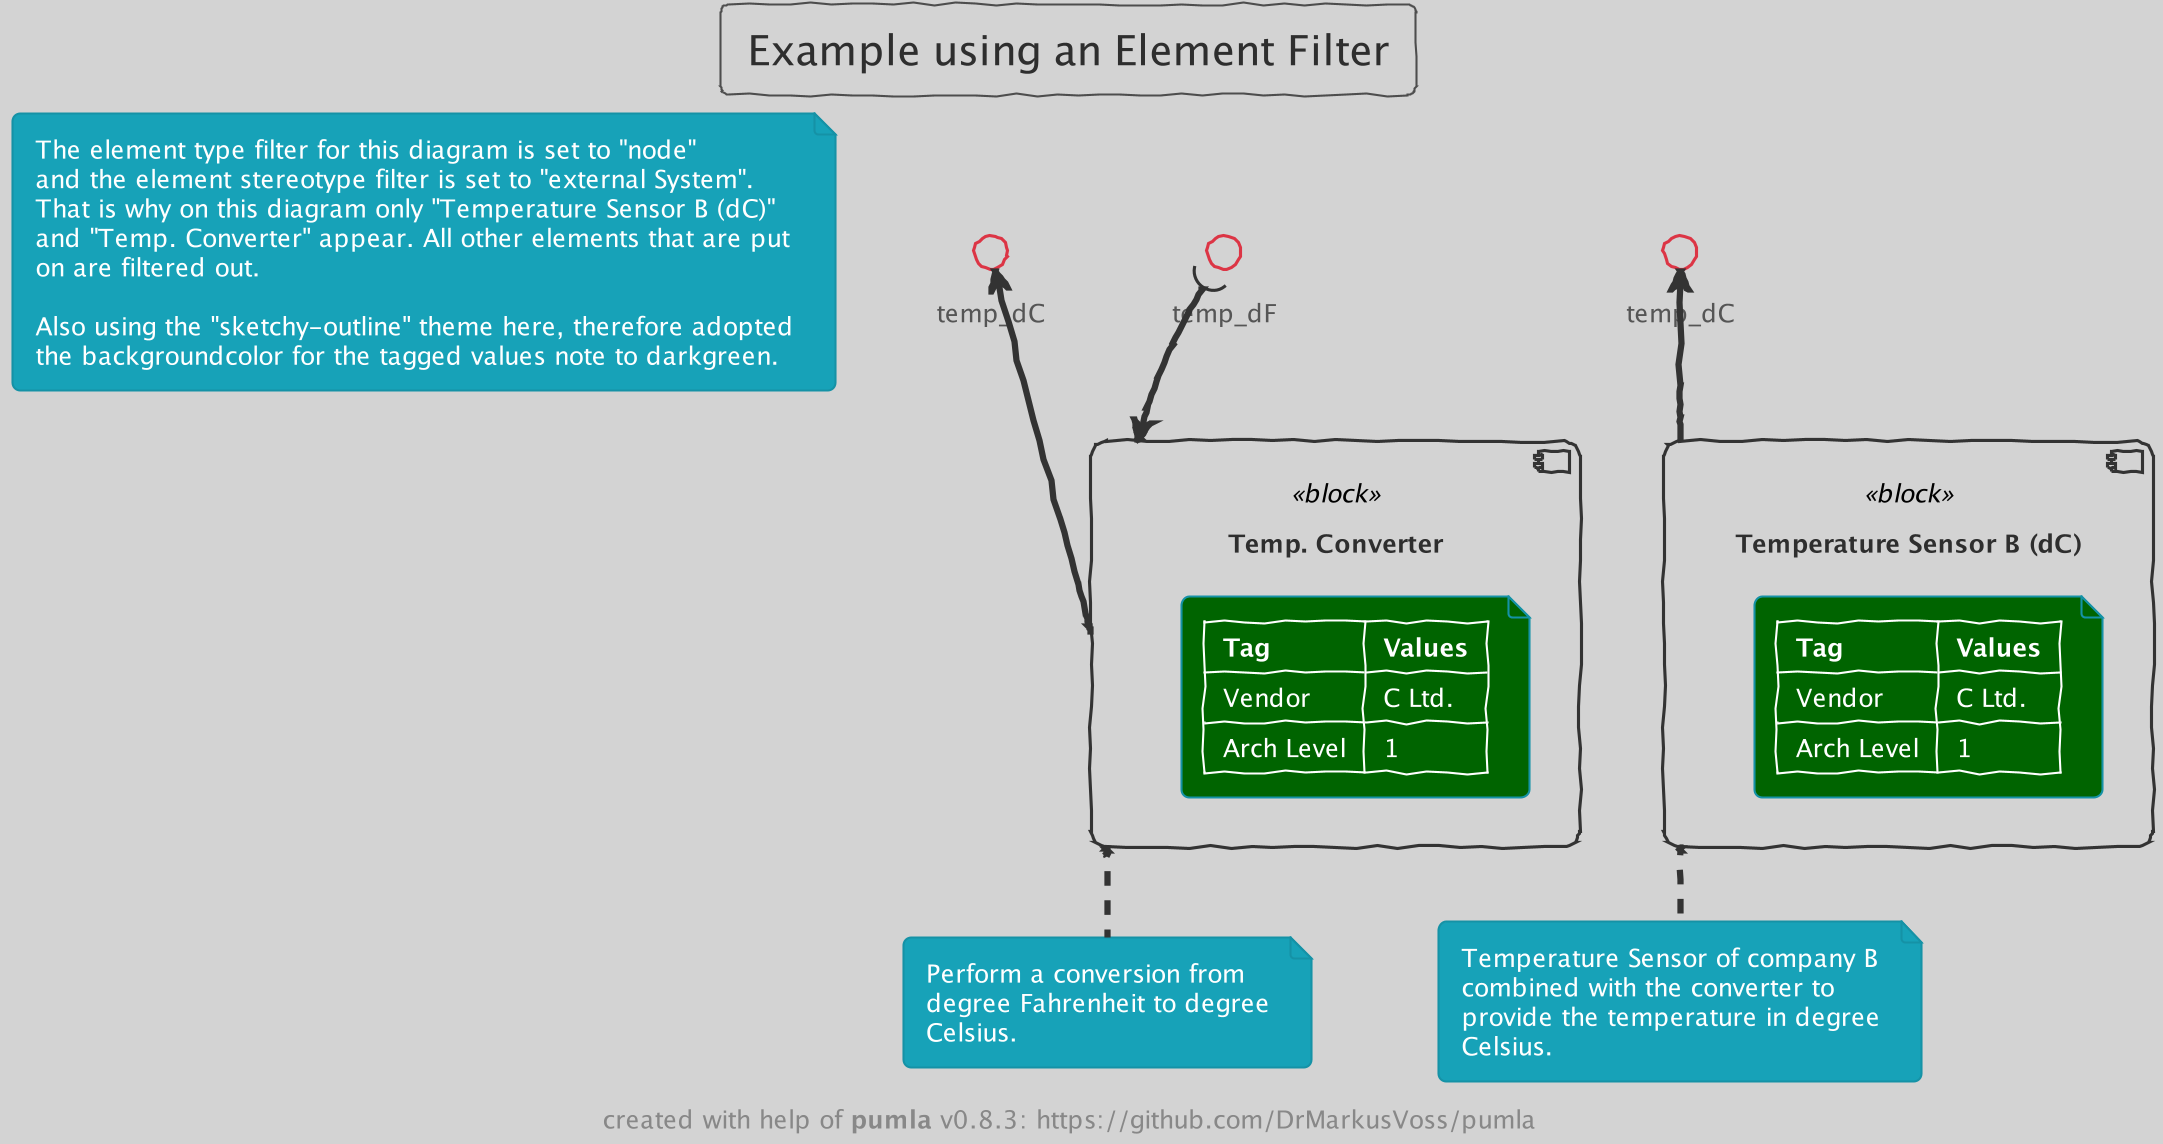 Example using an Element Filter
The element type filter for this diagram is set to "node"
and the element stereotype filter is set to "external System".
That is why on this diagram only "Temperature Sensor B (dC)"
and "Temp. Converter" appear. All other elements that are put
on are filtered out.
Also using the "sketchy-outline" theme here, therefore adopted
the backgroundcolor for the tagged values note to darkgreen.
temp_dC
temp_dF
temp_dC
«block»
Temp. Converter
Tag Values
Vendor C Ltd.
Arch Level 1
«block»
Temperature Sensor B (dC)
Tag Values
Vendor C Ltd.
Arch Level 1
Perform a conversion from
degree Fahrenheit to degree
Celsius.
Temperature Sensor of company B
combined with the converter to
provide the temperature in degree
Celsius.
created with help of pumla v0.8.3: https://github.com/DrMarkusVoss/pumla